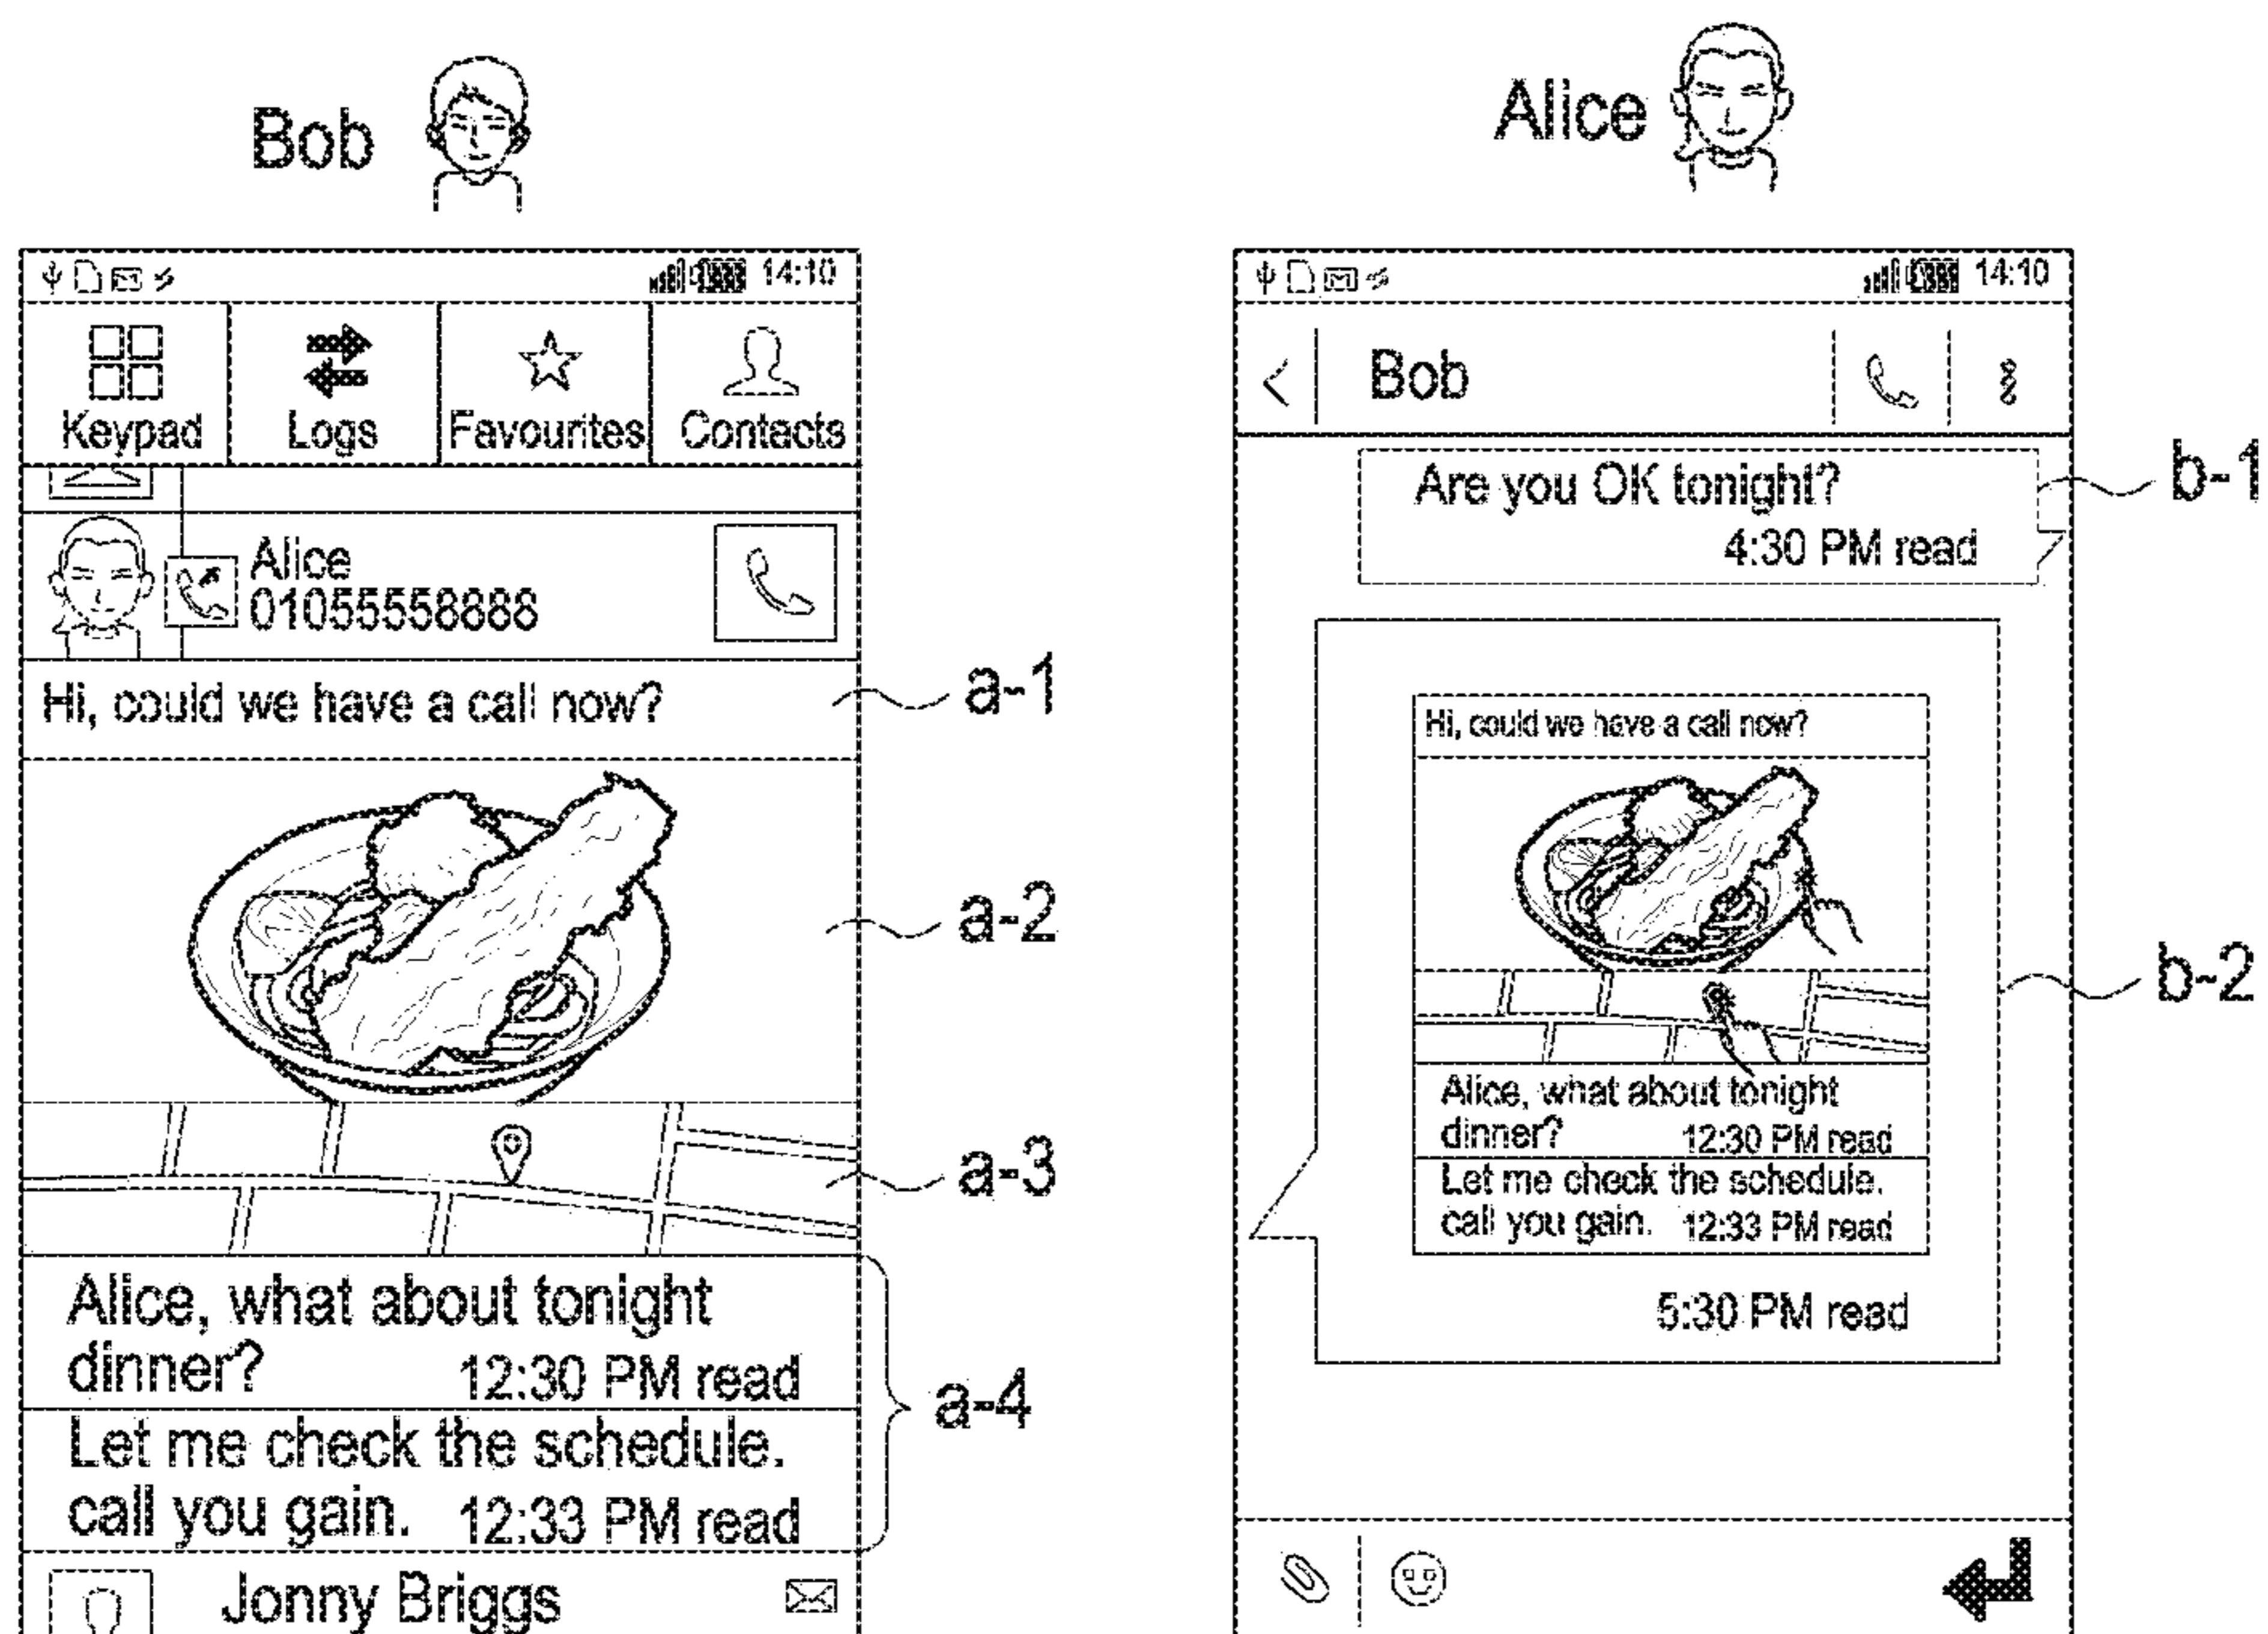 Bob
14:10
Keypad Logs Favourites Contacts
Alice
01055558888
Hi, could we have a call now?
a-1
a-2
a-3
Alice, what about tonight
dinner?
12:30 PM read
Let me check the schedule.
call you gain. 12:33 PM read
a-4
Jonny Briggs
Alice
14:10
Bob
Are you OK tonight?
4:30 PM read
b-1
Hi, could we have a call now?
Alice, what about tonight
dinner? 12:30 PM read
Let me check the schedule.
call you gain. 12:33 PM read
5:30 PM read
b-2